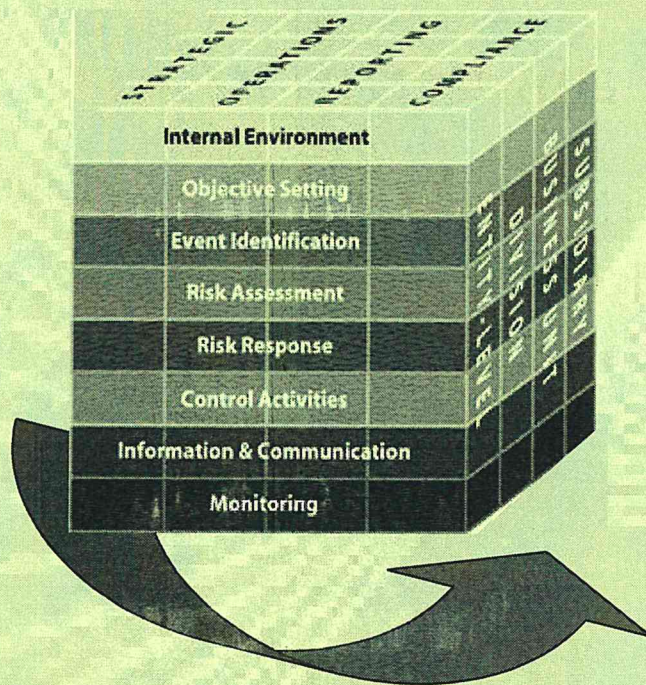 STRATEGIC
OPERATIONS
REPORTING
COMPLIANCE
Internal Environment
Objective Setting
Event Identification
Risk Assessment
Risk Response
Control Activities
Information & Communication
Monitoring
ENTITY-LEVEL
DIVISION
BUSINESS UNIT
SUBSIDIARY